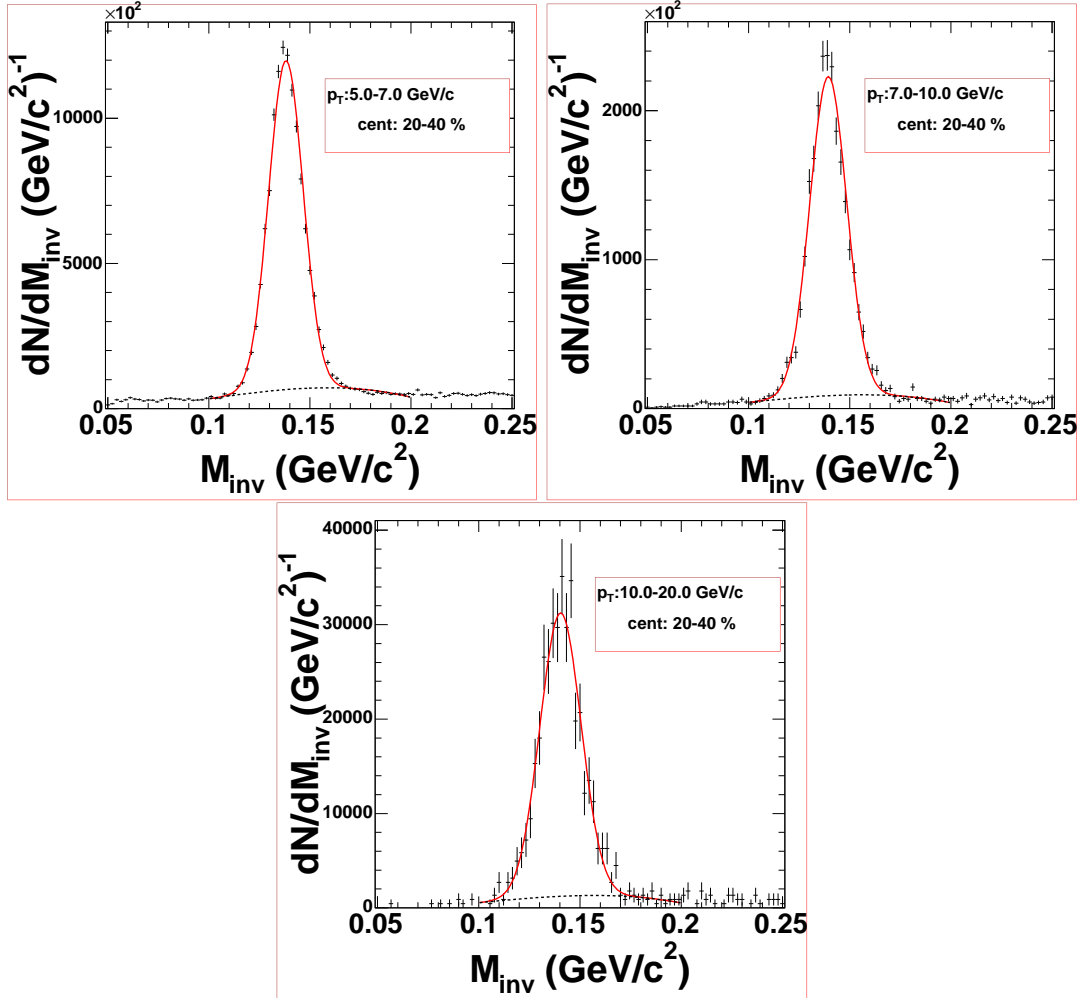 ×10²
dN/dM_inv (GeV/c²)⁻¹
10000
5000
0
p_T:5.0-7.0 GeV/c
cent: 20-40 %
0.05 0.1 0.15 0.2 0.25
M_inv (GeV/c²)
×10²
dN/dM_inv (GeV/c²)⁻¹
2000
1000
0
p_T:7.0-10.0 GeV/c
cent: 20-40 %
0.05 0.1 0.15 0.2 0.25
M_inv (GeV/c²)
dN/dM_inv (GeV/c²)⁻¹
40000
30000
20000
10000
0
p_T:10.0-20.0 GeV/c
cent: 20-40 %
0.05 0.1 0.15 0.2 0.25
M_inv (GeV/c²)